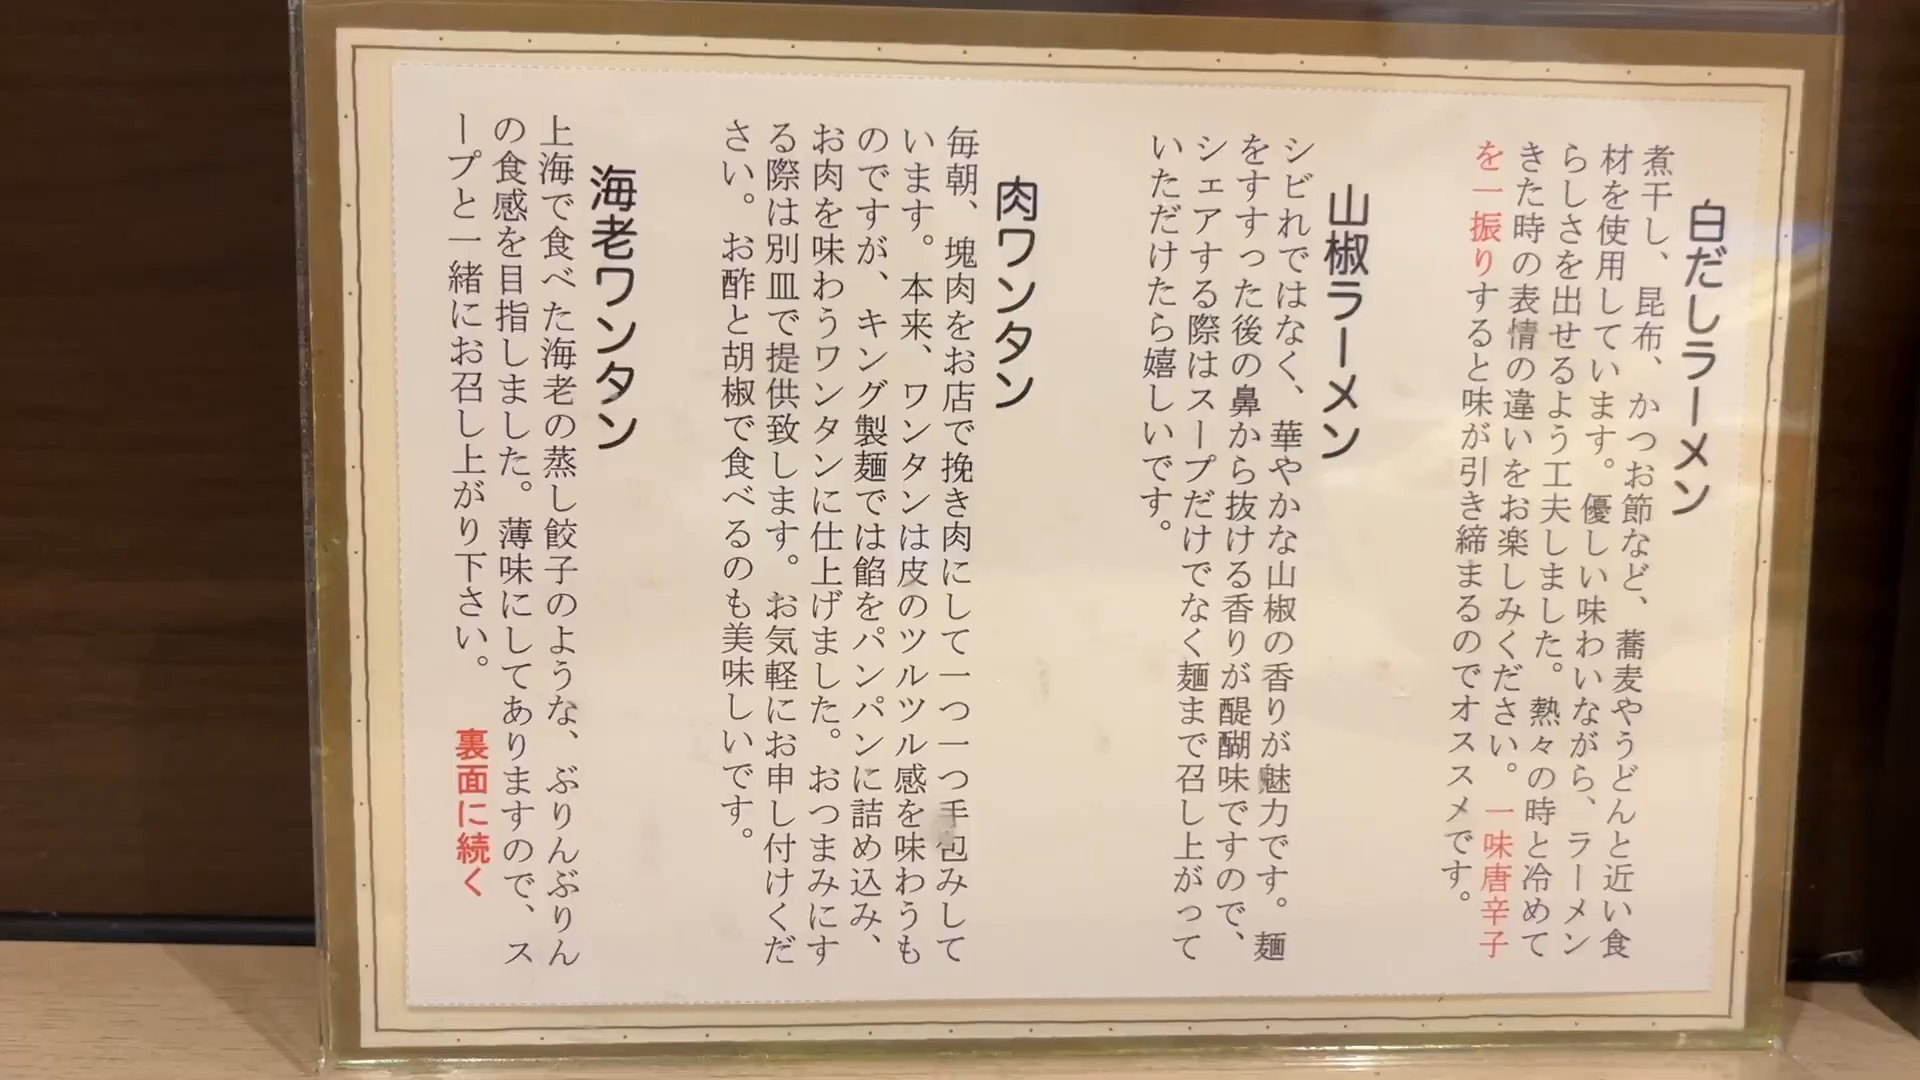 白だしラーメン
煮干し、昆布、かつお節など、蕎麦やうどんと近い食
材を使用しています。優しい味わいながら、ラーメン
らしさを出せるよう工夫しました。熱々の時と冷めて
きた時の表情の違いをお楽しみください。一味唐辛子
を一振りすると味が引き締まるのでオススメです。
山椒ラーメン
シビれではなく、華やかな山椒の香りが魅力です。麺
をすすった後の鼻から抜ける香りが醍醐味ですので、
シェアする際はスープだけでなく麺まで召し上がって
いただけたら嬉しいです。
肉ワンタン
毎朝、塊肉をお店で挽き肉にして一つ一つ手包みして
います。本来、ワンタンは皮のツルツル感を味わうも
のですが、キング製麺では餡をパンパンに詰め込み、
お肉を味わうワンタンに仕上げました。おつまみにす
る際は別皿で提供致します。お気軽にお申し付けくだ
さい。お酢と胡椒で食べるのも美味しいです。
海老ワンタン
上海で食べた海老の蒸し餃子のような、ぷりんぷりん
の食感を目指しました。薄味にしてありますので、ス
ープと一緒にお召し上がり下さい。
裏面に続く